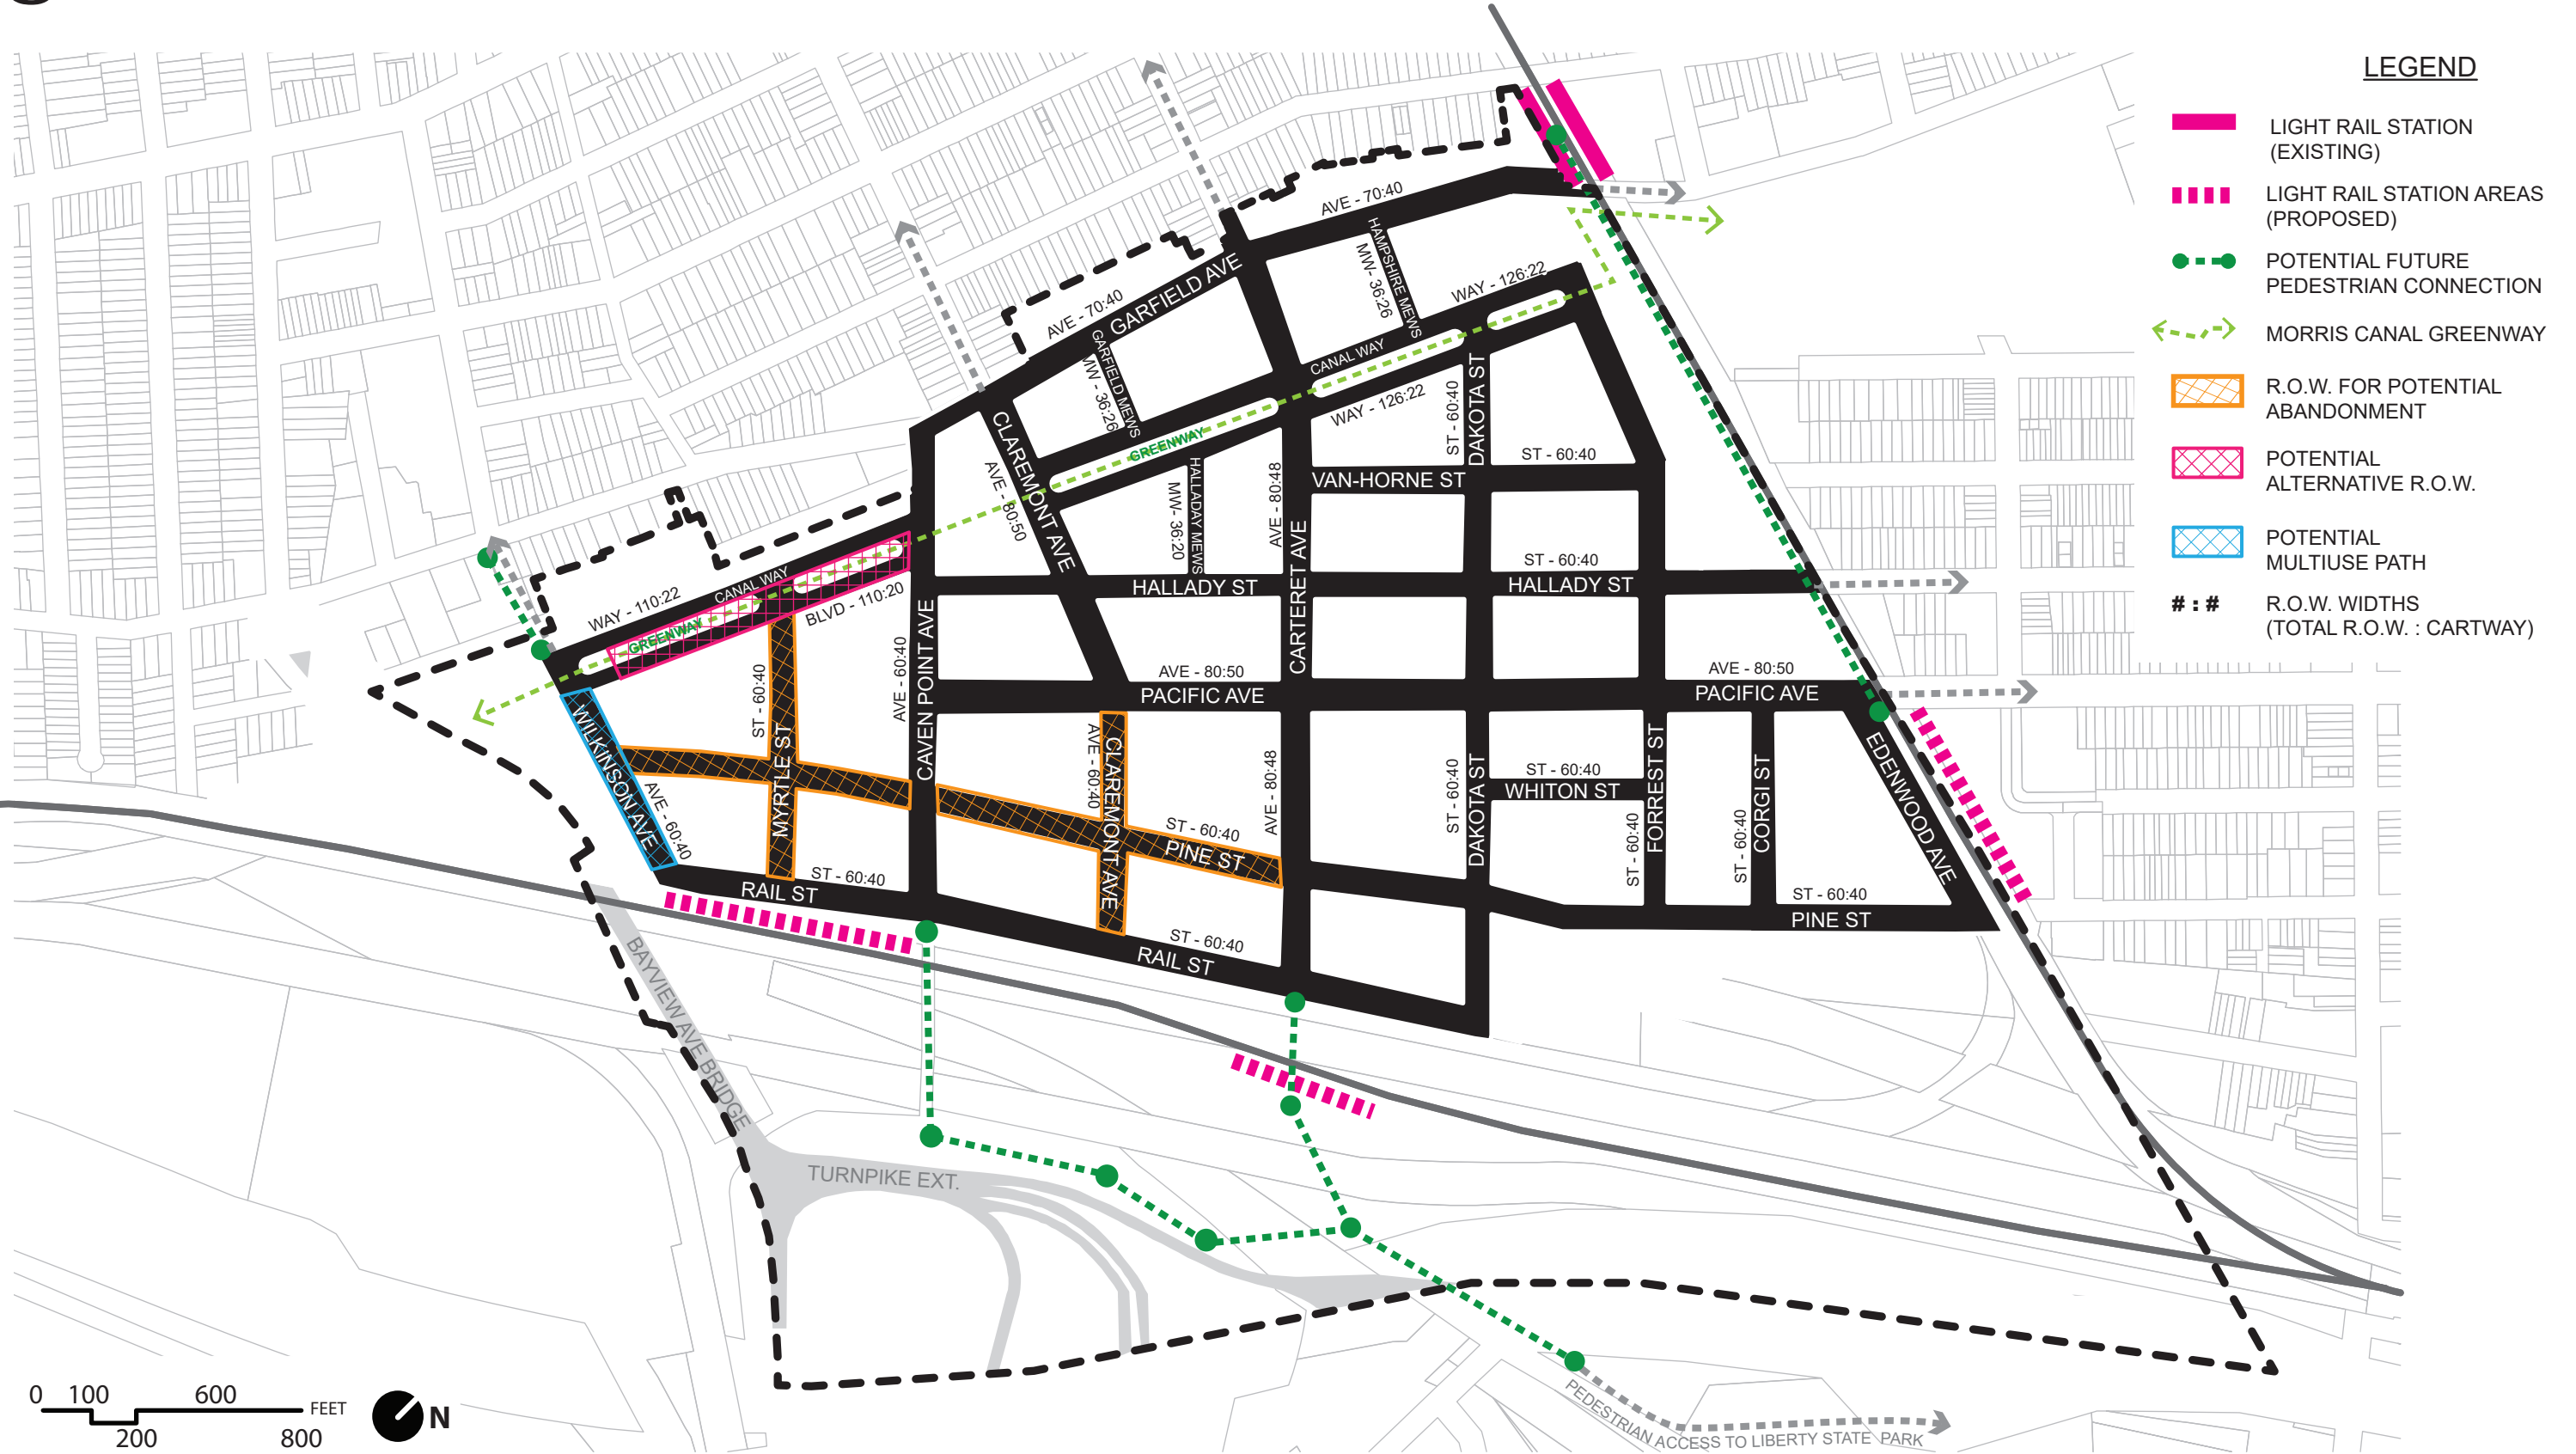 LEGEND
LIGHT RAIL STATION
(EXISTING)
LIGHT RAIL STATION AREAS
(PROPOSED)
POTENTIAL FUTURE
PEDESTRIAN CONNECTION
MORRIS CANAL GREENWAY
R.O.W. FOR POTENTIAL
ABANDONMENT
POTENTIAL
ALTERNATIVE R.O.W.
POTENTIAL
MULTIUSE PATH
# : #
R.O.W. WIDTHS
(TOTAL R.O.W. : CARTWAY)
AVE - 70:40
HAMPSHIRE MEWS
MW- 36:26
GARFIELD AVE
AVE - 70:40
WAY - 126:22
GARFIELD MEWS
MW - 36:26
CANAL WAY
WAY - 126:22
GREENWAY
CLAREMONT AVE
AVE - 80:50
HALLADAY MEWS
MW- 36:20
AVE - 80:48
CARTERET AVE
ST - 60:40
DAKOTA ST
ST - 60:40
VAN-HORNE ST
ST - 60:40
HALLADY ST
HALLADY ST
WAY - 110:22
CANAL WAY
GREENWAY
BLVD - 110:20
CAVEN POINT AVE
AVE - 60:40
AVE - 80:50
PACIFIC AVE
AVE - 80:50
PACIFIC AVE
WILKINSON AVE
AVE - 60:40
ST - 60:40
MYRTLE ST
AVE - 60:40
CLAREMONT AVE
ST - 60:40
PINE ST
AVE - 80:48
ST - 60:40
DAKOTA ST
ST - 60:40
WHITON ST
ST - 60:40
FORREST ST
ST - 60:40
CORGI ST
EDENWOOD AVE
ST - 60:40
PINE ST
ST - 60:40
RAIL ST
ST - 60:40
RAIL ST
BAYVIEW AVE BRIDGE
TURNPIKE EXT.
PEDESTRIAN ACCESS TO LIBERTY STATE PARK
0 100 600
FEET
200 800
N